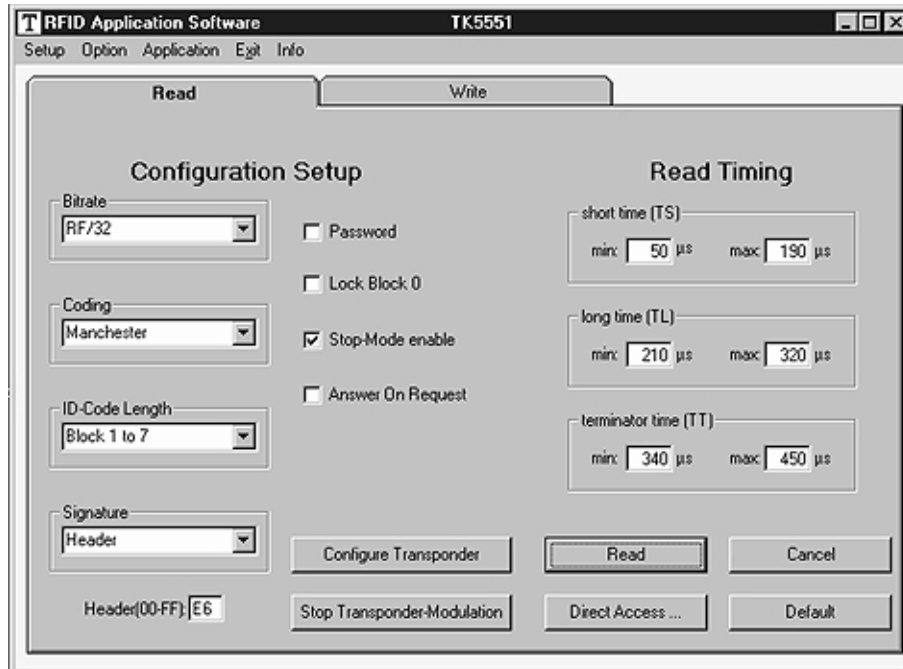 T RFID Application Software TK5551
Setup Option Application Exit Info
Read Write
Configuration Setup
Bitrate
RF/32
Coding
Manchester
ID-Code Length
Block 1 to 7
Signature
Header
Header(00-FF): E6
Password
Lock Block 0
Stop-Mode enable
Answer On Request
Read Timing
short time (TS)
min: 50 µs max: 190 µs
long time (TL)
min: 210 µs max: 320 µs
terminator time (TT)
min: 340 µs max: 450 µs
Configure Transponder Read Cancel
Stop Transponder-Modulation Direct Access ... Default